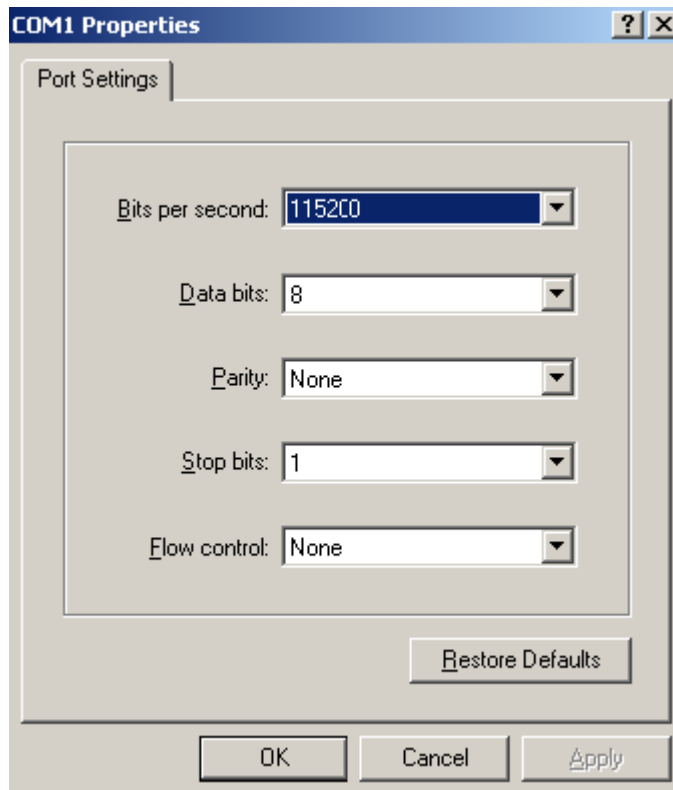 COM1 Properties
Port Settings
Bits per second: 115200
Data bits: 8
Parity: None
Stop bits: 1
Flow control: None
Restore Defaults
OK Cancel Apply